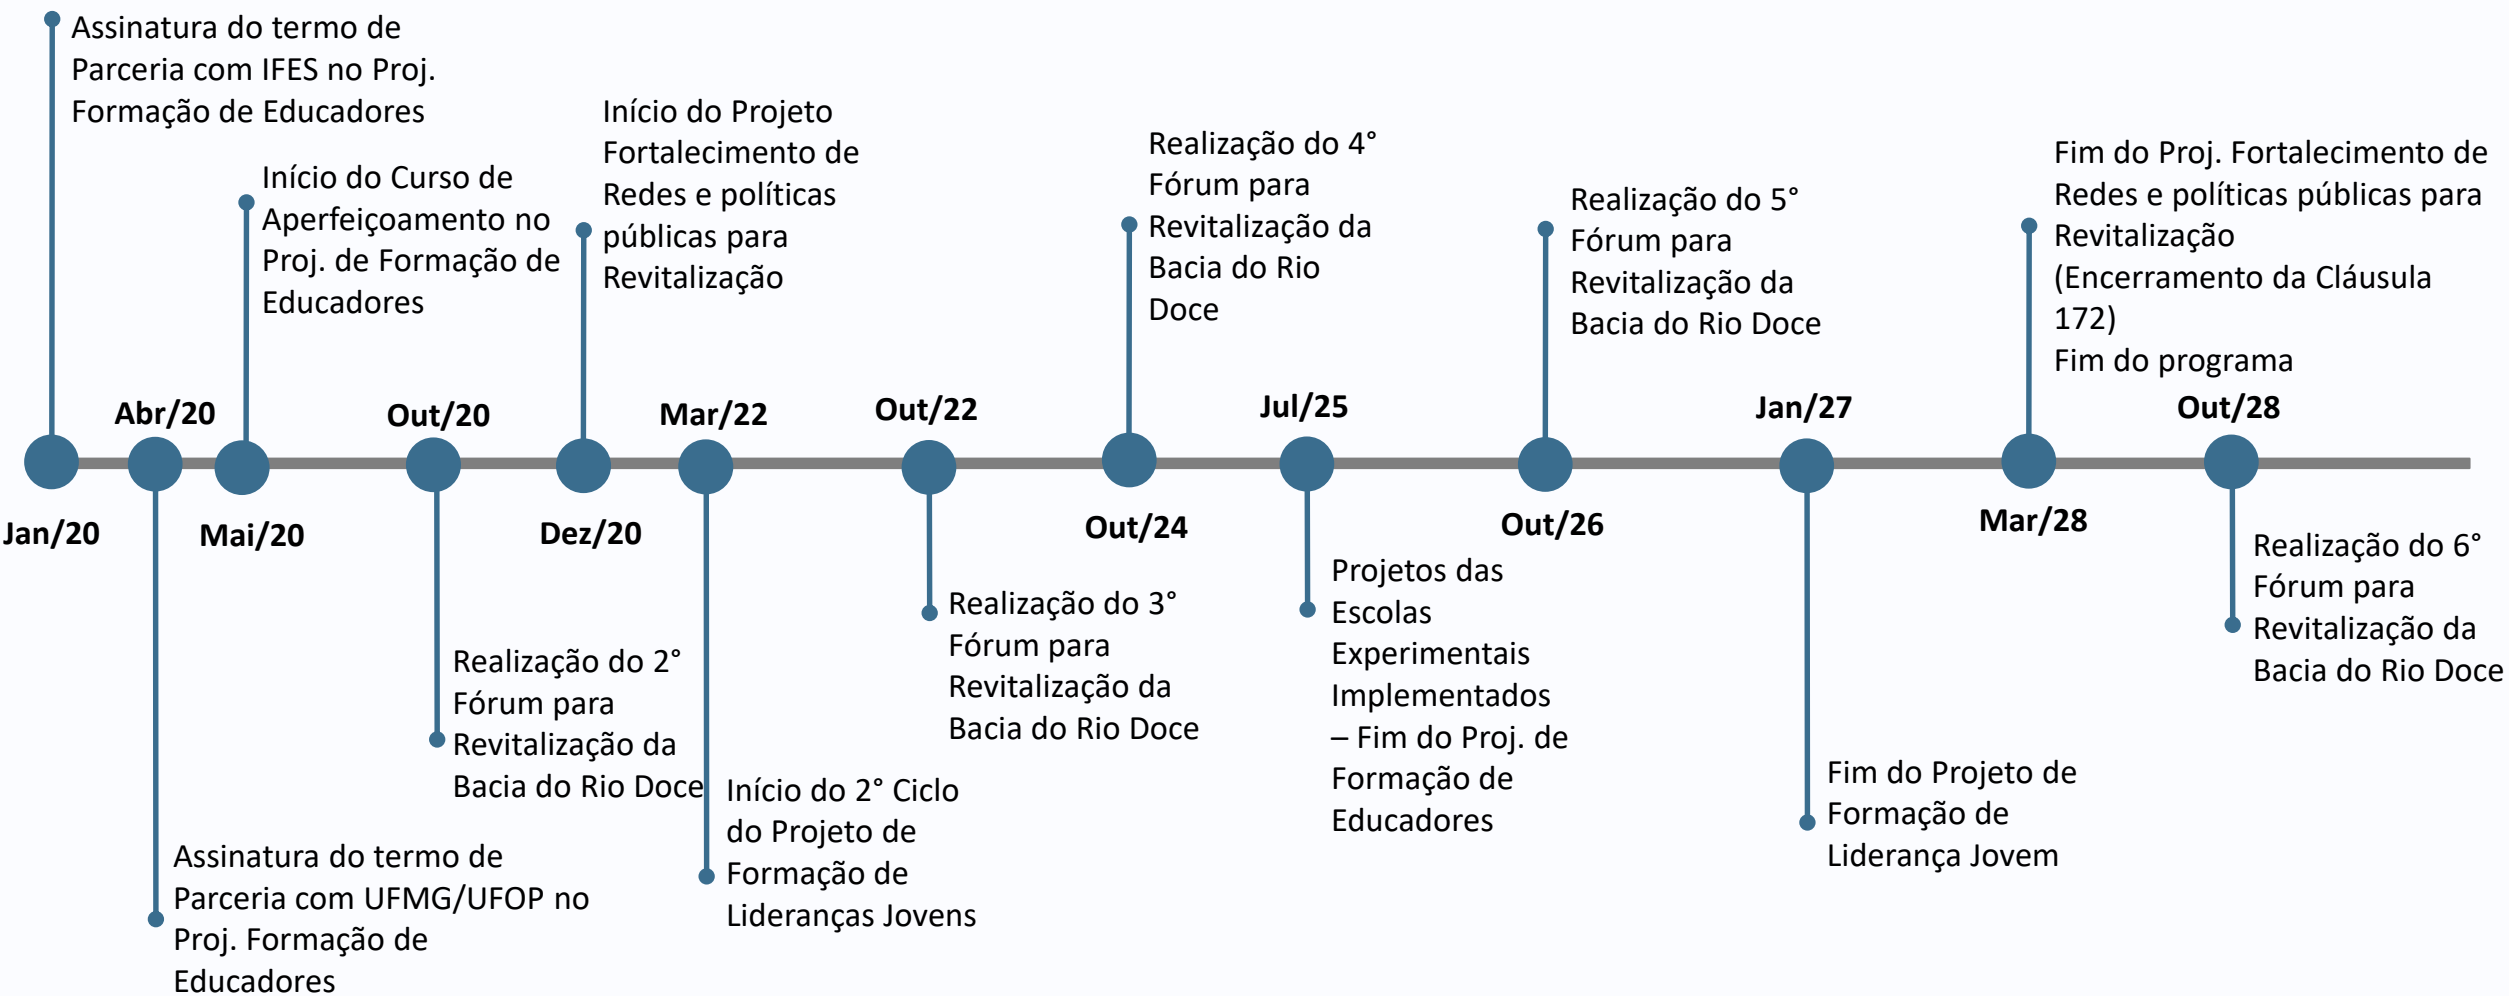 Assinatura do termo de
Parceria com IFES no Proj.
Formação de Educadores
Início do Curso de
Aperfeiçoamento no
Proj. de Formação de
Educadores
Início do Projeto
Fortalecimento de
Redes e políticas
públicas para
Revitalização
Realização do 4°
Fórum para
Revitalização da
Bacia do Rio
Doce
Realização do 5°
Fórum para
Revitalização da
Bacia do Rio Doce
Fim do Proj. Fortalecimento de
Redes e políticas públicas para
Revitalização
(Encerramento da Cláusula
172)
Fim do programa
Abr/20
Out/20
Mar/22
Out/22
Jul/25
Jan/27
Out/28
Jan/20
Mai/20
Dez/20
Out/24
Out/26
Mar/28
Assinatura do termo de
Parceria com UFMG/UFOP no
Proj. Formação de
Educadores
Realização do 2°
Fórum para
Revitalização da
Bacia do Rio Doce
Início do 2° Ciclo
do Projeto de
Formação de
Lideranças Jovens
Realização do 3°
Fórum para
Revitalização da
Bacia do Rio Doce
Projetos das
Escolas
Experimentais
Implementados
– Fim do Proj. de
Formação de
Educadores
Fim do Projeto de
Formação de
Liderança Jovem
Realização do 6°
Fórum para
Revitalização da
Bacia do Rio Doce